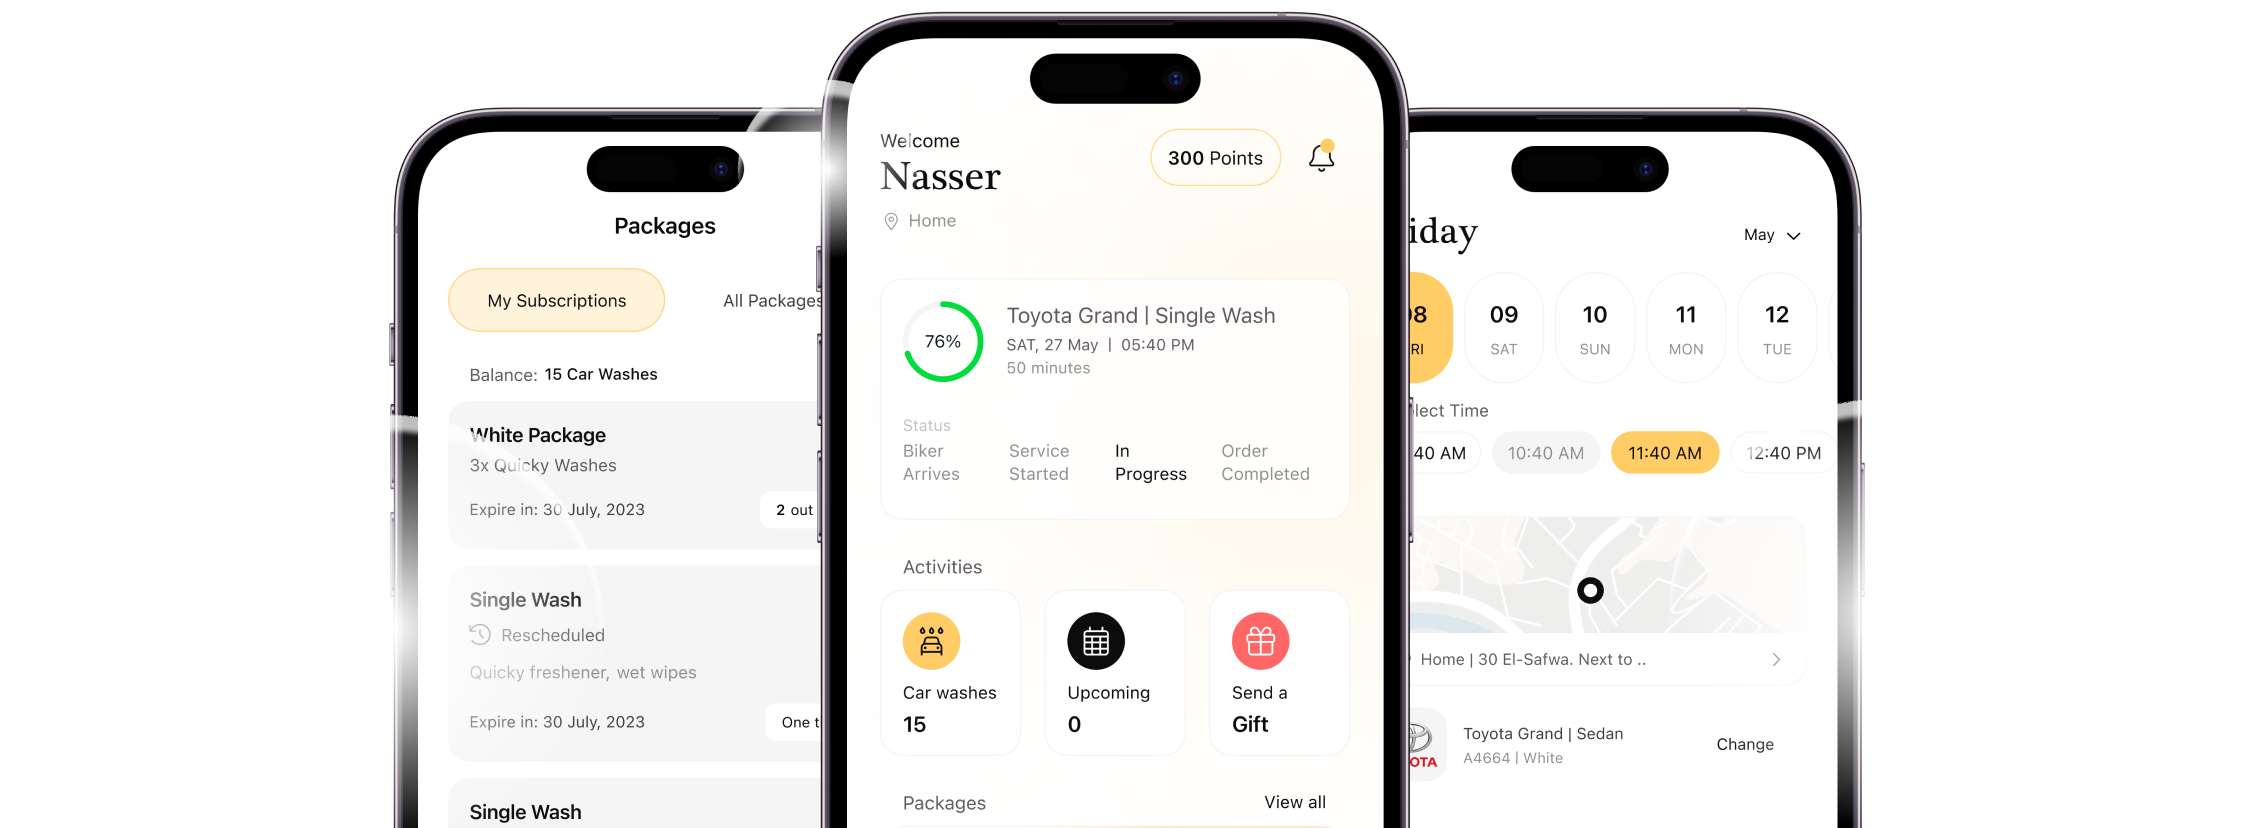 Packages
My Subscriptions
All Packages
Balance: 15 Car Washes
White Package
3x Quicky Washes
Expire in: 30 July, 2023
2 out
Single Wash
Rescheduled
Quicky freshener, wet wipes
Expire in: 30 July, 2023
One t
Single Wash
Welcome
Nasser
300 Points
Home
76%
Toyota Grand | Single Wash
SAT, 27 May | 05:40 PM
50 minutes
Status
Biker Arrives
Service Started
In Progress
Order Completed
Activities
Car washes
15
Upcoming
0
Send a
Gift
Packages
View all
iday
May
8
RI
09
SAT
10
SUN
11
MON
12
TUE
lect Time
40 AM
10:40 AM
11:40 AM
12:40 PM
Home | 30 El-Safwa. Next to ..
OTA
Toyota Grand | Sedan
A4664 | White
Change